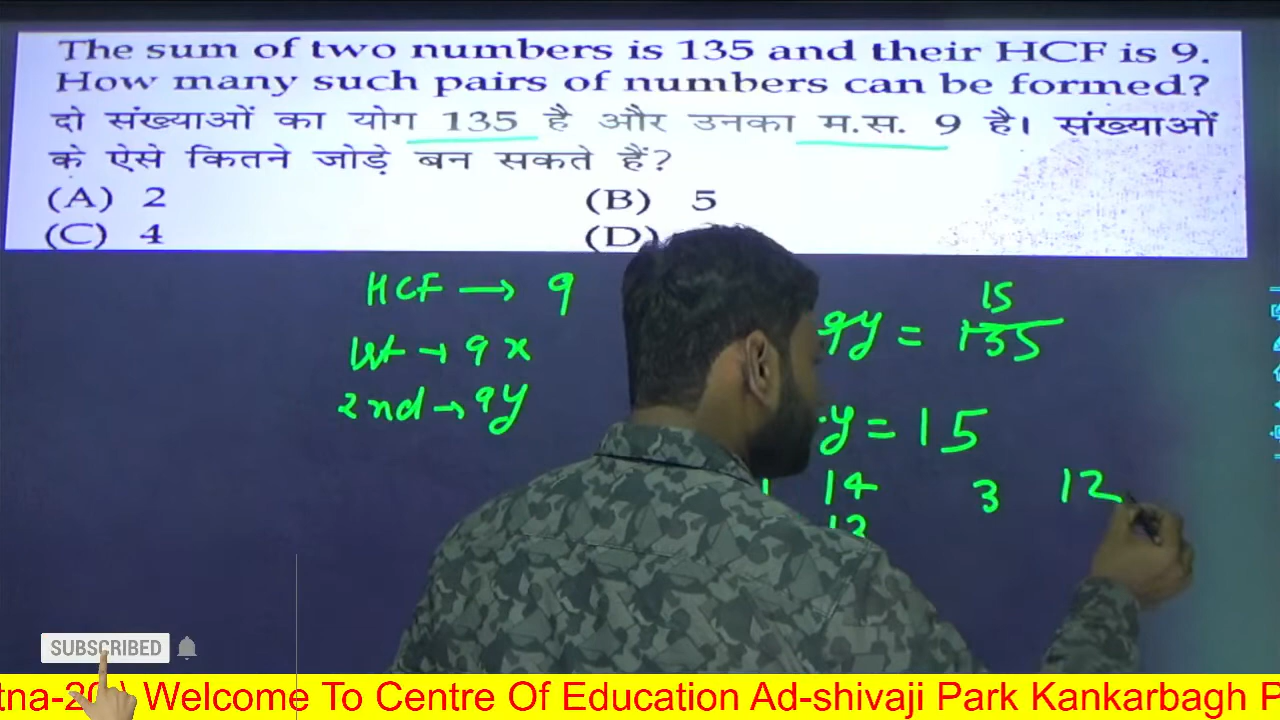 The sum of two numbers is 135 and their HCF is 9.
How many such pairs of numbers can be formed?
दो संख्याओं का योग 135 है और उनका म.स. 9 है। संख्याओं
के ऐसे कितने जोड़े बन सकते हैं?
(A) 2 (B) 5
(C) 4 (D)
HCF → 9
1st → 9x
2nd → 9y
15
9y = 135
y = 15
1 14 3 12
13
SUBSCRIBED
Welcome To Centre Of Education Ad-shivaji Park Kankarbagh